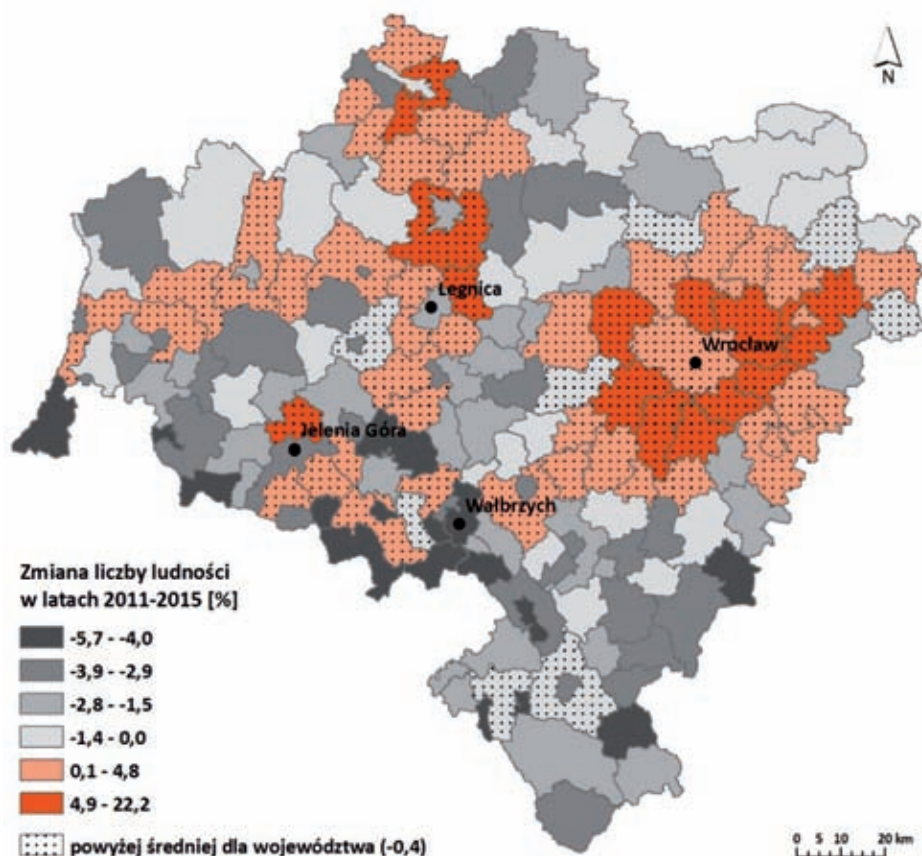 N
Legnica
Wrocław
Jelenia Góra
Wałbrzych
Zmiana liczby ludności
w latach 2011-2015 [%]
-5,7 - -4,0
-3,9 - -2,9
-2,8 - -1,5
-1,4 - 0,0
0,1 - 4,8
4,9 - 22,2
powyżej średniej dla województwa (-0,4)
0 5 10 20 km